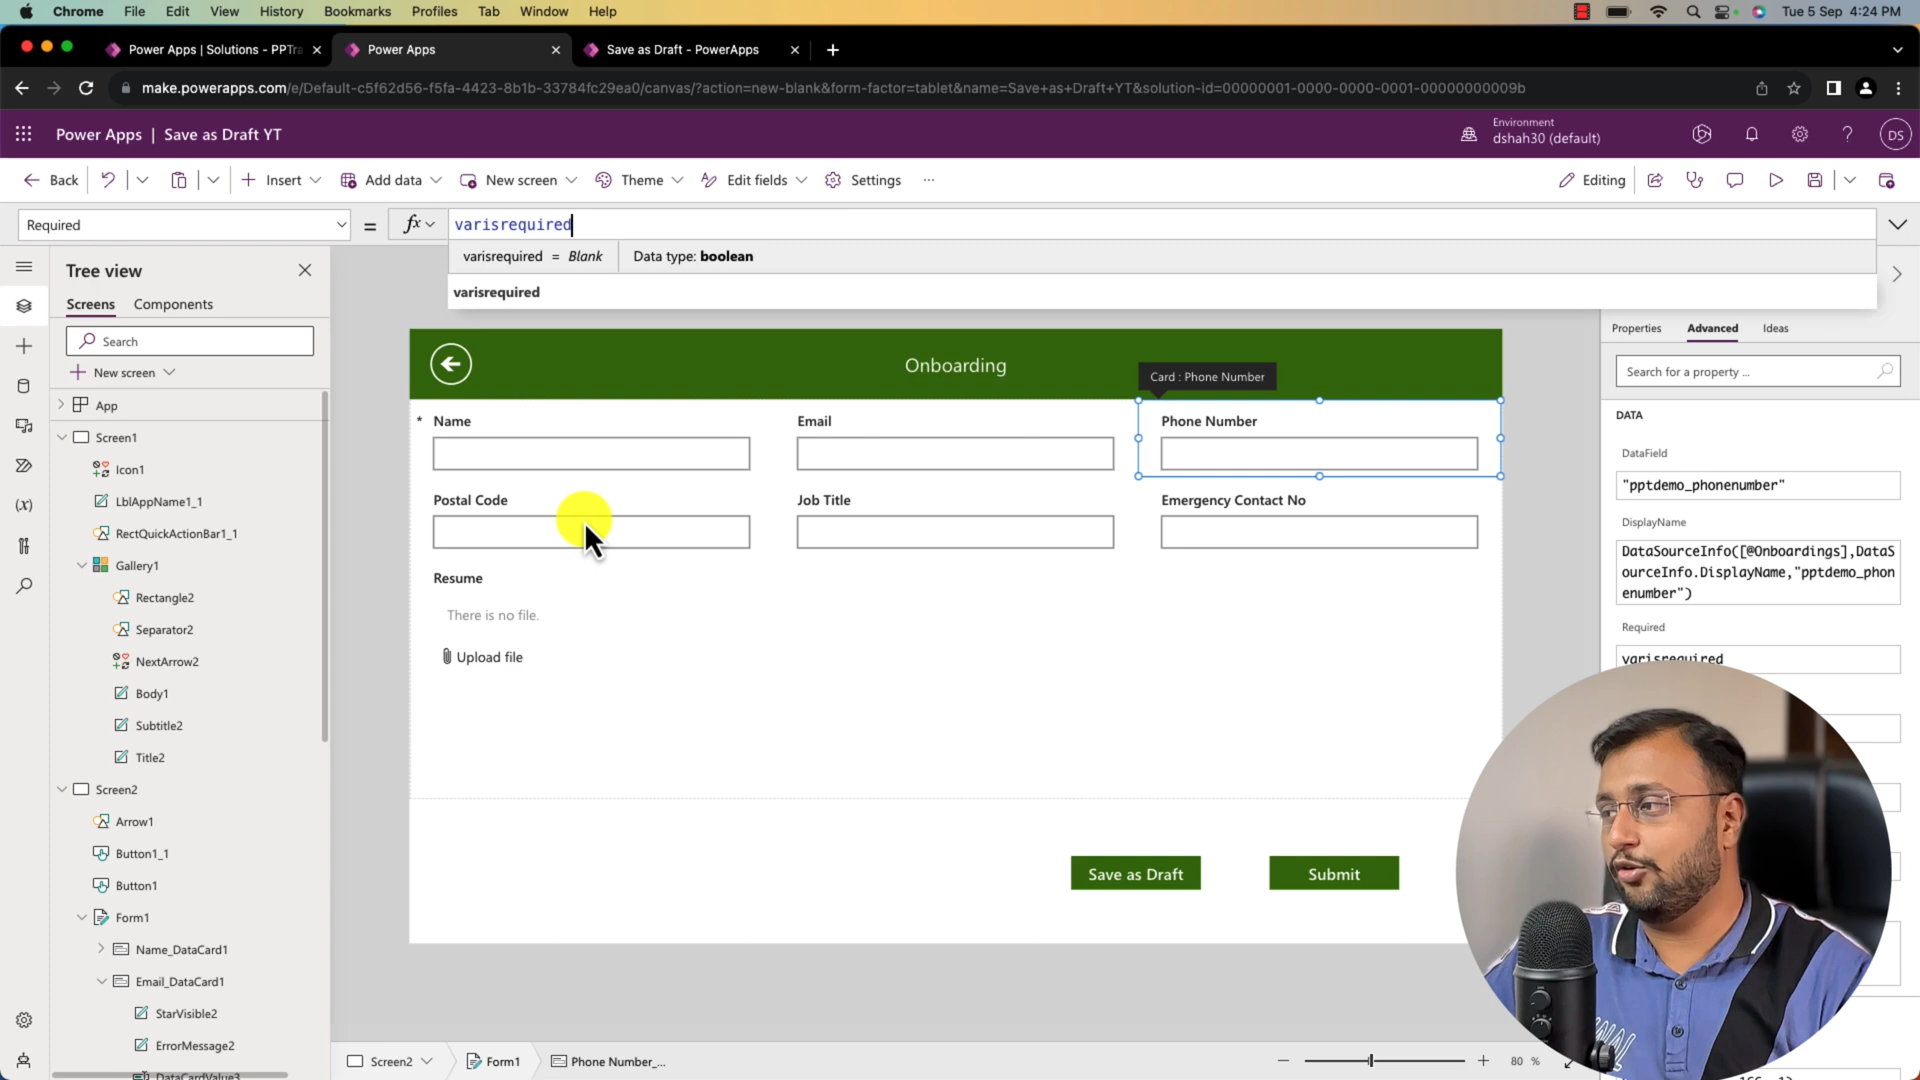 Chrome File Edit View History Bookmarks Profiles Tab Window Help Tue 5 Sep 4:24 PM
Power Apps | Solutions - PPTra Power Apps Save as Draft - PowerApps
make.powerapps.com/e/Default-c5f62d56-f5fa-4423-8b1b-33784fc29ea0/canvas/?action=new-blank&form-factor=tablet&name=Save+as+Draft+YT&solution-id=00000001-0000-0000-0001-00000000009b
Power Apps | Save as Draft YT
Environment
dshah30 (default)
DS
Back Insert Add data New screen Theme Edit fields Settings ... Editing
Required = fx varisrequired
varisrequired = Blank Data type: boolean
varisrequired
Tree view
Screens Components
Search
New screen
App
Screen1
Icon1
LblAppName1_1
RectQuickActionBar1_1
Gallery1
Rectangle2
Separator2
NextArrow2
Body1
Subtitle2
Title2
Screen2
Arrow1
Button1_1
Button1
Form1
Name_DataCard1
Email_DataCard1
StarVisible2
ErrorMessage2
DataCardValue3
Onboarding
Card : Phone Number
* Name Email Phone Number
Postal Code Job Title Emergency Contact No
Resume
There is no file.
Upload file
Save as Draft Submit
Properties Advanced Ideas
Search for a property ...
DATA
DataField
"pptdemo_phonenumber"
DisplayName
DataSourceInfo([@Onboardings],DataS
ourceInfo.DisplayName,"pptdemo_phon
enumber")
Required
varisrequired
Screen2 Form1 Phone Number_... 80 %